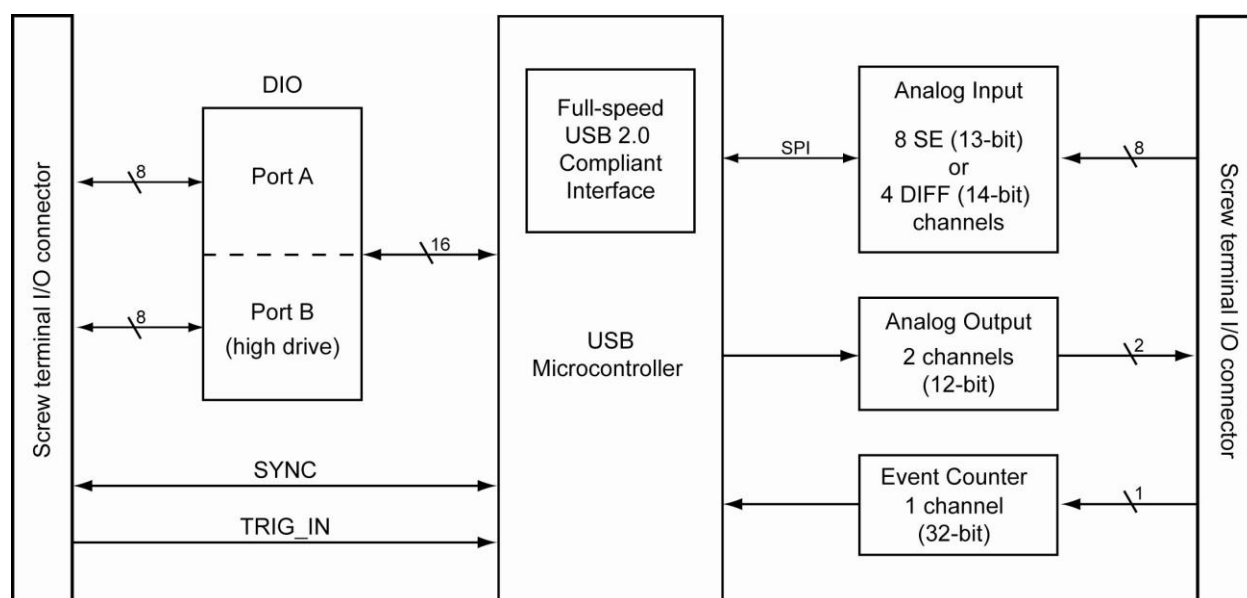 Screw terminal I/O connector
DIO
8
Port A
16
8
Port B
(high drive)
SYNC
TRIG_IN
Full-speed
USB 2.0
Compliant
Interface
USB
Microcontroller
SPI
Analog Input
8 SE (13-bit)
or
4 DIFF (14-bit)
channels
8
Analog Output
2 channels
(12-bit)
2
Event Counter
1 channel
(32-bit)
1
Screw terminal I/O connector